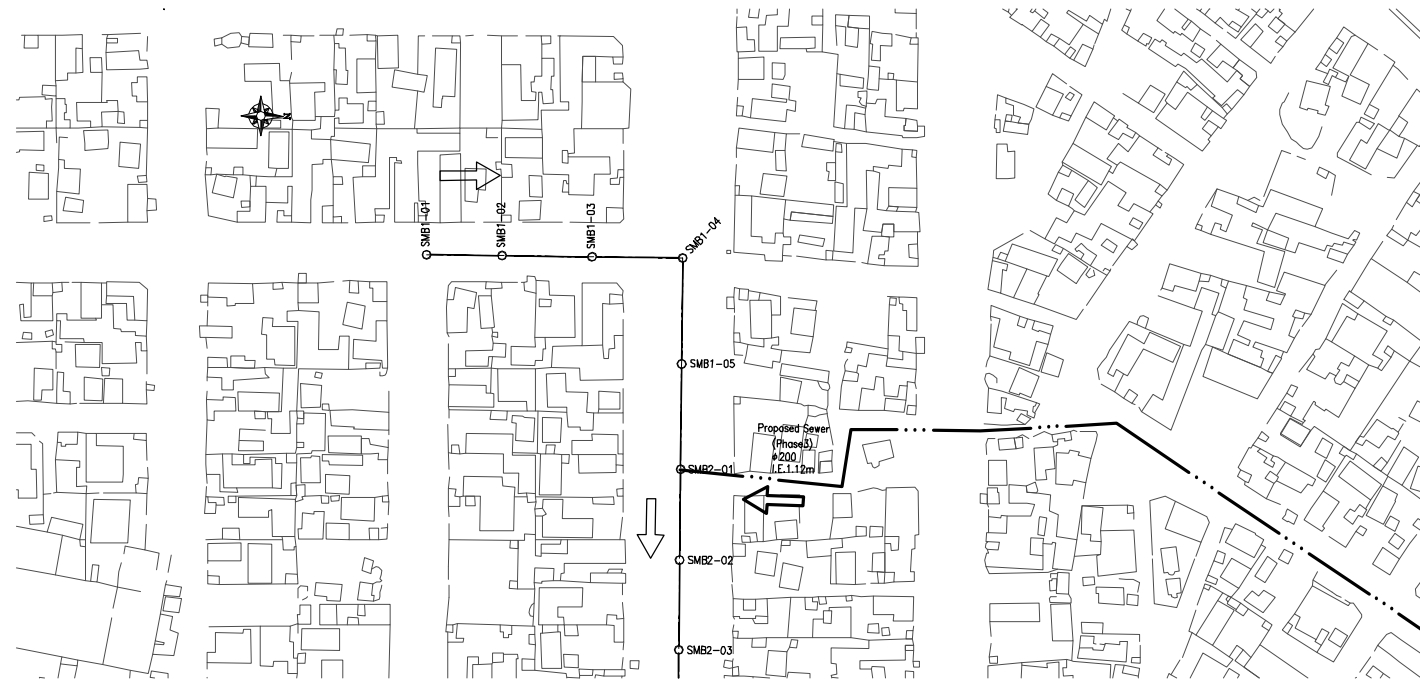 N
SMB1-01
SMB1-02
SMB1-03
SMB1-04
SMB1-05
Proposed Sewer
(Phase3)
ø200
I.E.1.12m
SMB2-01
SMB2-02
SMB2-03